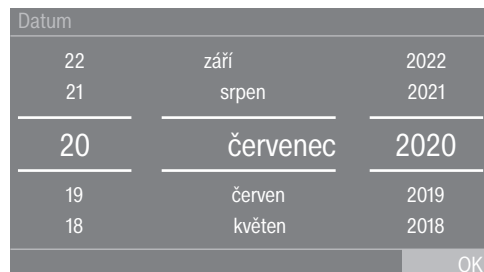 Datum
22 září 2022
21 srpen 2021
20 červenec 2020
19 červen 2019
18 květen 2018
OK